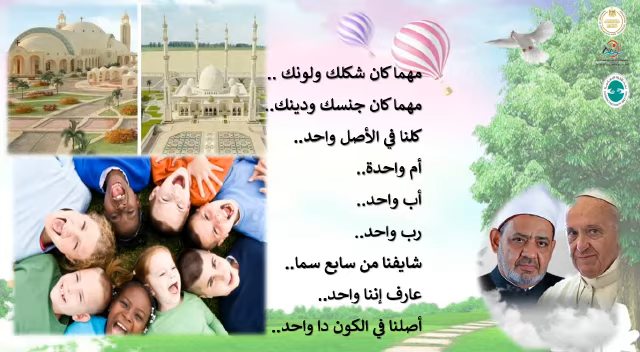 مهما كان شكلك ولونك ..
مهما كان جنسك ودينك..
كلنا في الأصل واحد..
أم واحدة..
أب واحد..
رب واحد..
شايفنا من سابع سما..
عارف إننا واحد..
أصلنا في الكون دا واحد..